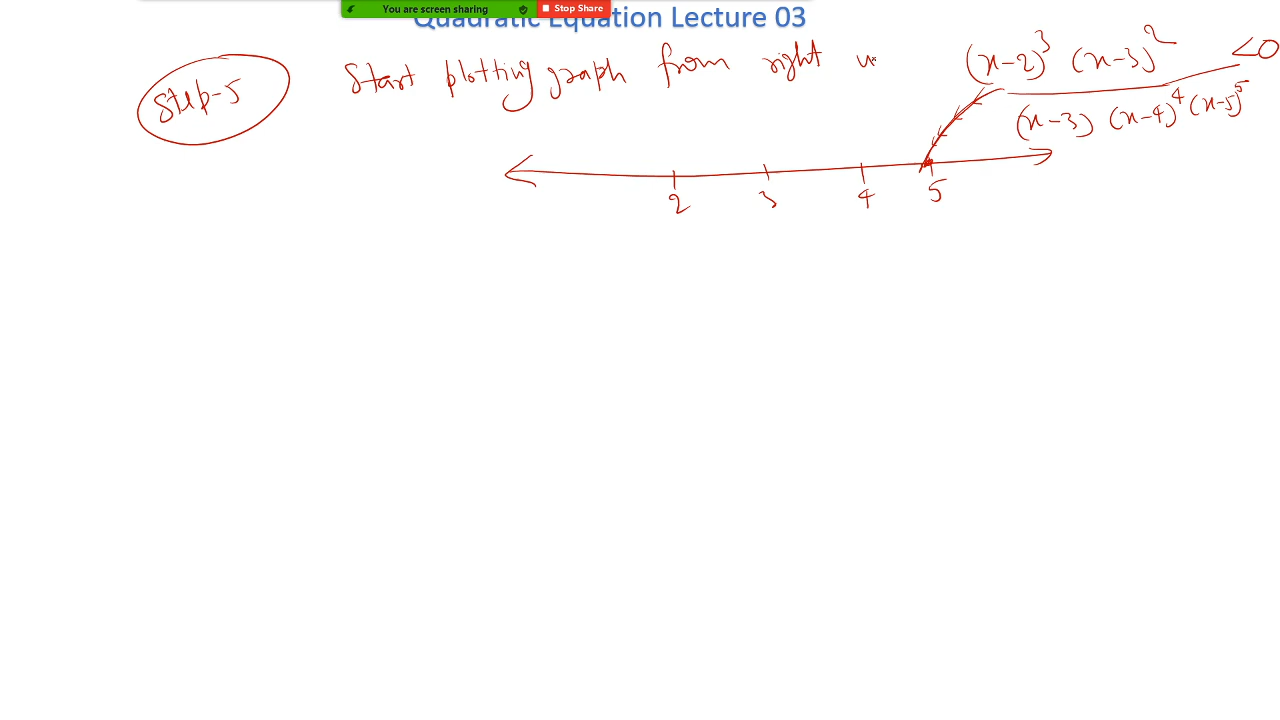 You are screen sharing Stop Share
Quadratic Equation Lecture 03
Step-5 Start plotting graph from right
(x-2)³ (x-3)² <0
(x-3) (x-4)⁴ (x-5)⁵
2 3 4 5